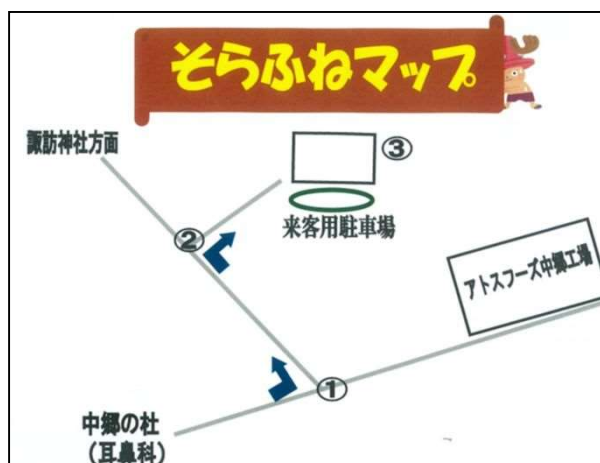 そらふねマップ
諏訪神社方面
③
来客用駐車場
②
アトスフーズ中郷工場
①
中郷の杜
（耳鼻科）